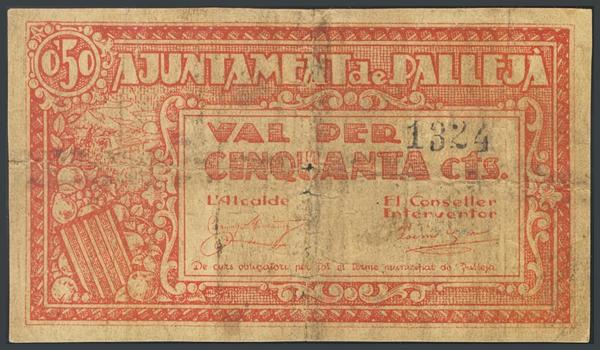 0'50
AJUNTAMENT de PALLEJÀ
VAL PER 1324
CINQUANTA cts.
L'Alcalde El Conseller
Interventor
De curs obligatori per tot el terme municipal de Pallejà